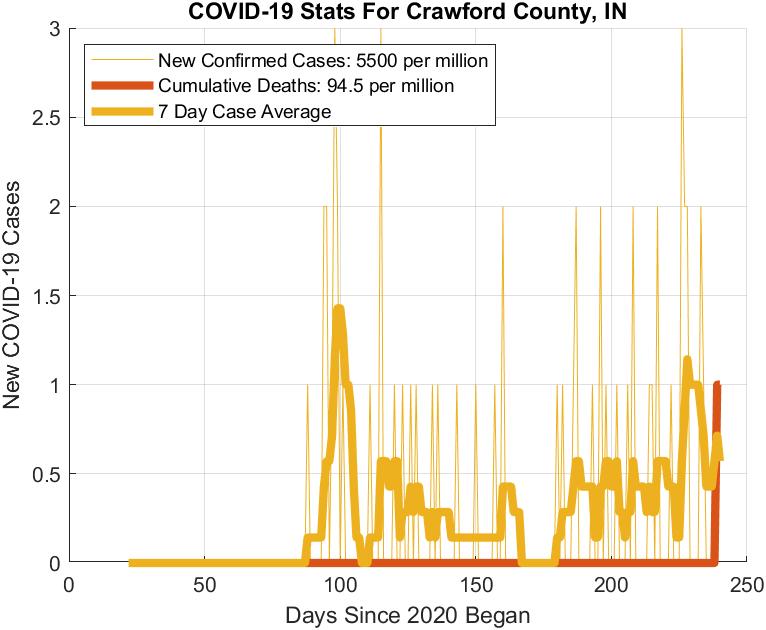 COVID-19 Stats For Crawford County, IN
New Confirmed Cases: 5500 per million
Cumulative Deaths: 94.5 per million
7 Day Case Average
New COVID-19 Cases
3
2.5
2
1.5
1
0.5
0
0 50 100 150 200 250
Days Since 2020 Began